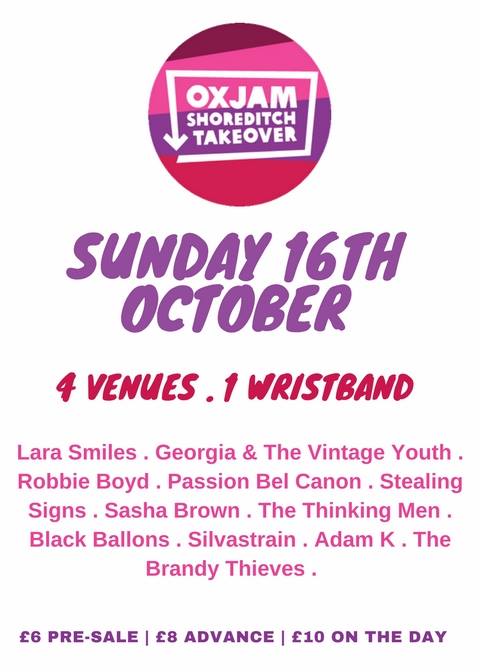 OXJAM
SHOREDITCH
TAKEOVER
SUNDAY 16TH
OCTOBER
4 VENUES . 1 WRISTBAND
Lara Smiles . Georgia & The Vintage Youth .
Robbie Boyd . Passion Bel Canon . Stealing
Signs . Sasha Brown . The Thinking Men .
Black Ballons . Silvastrain . Adam K . The
Brandy Thieves .
£6 PRE-SALE | £8 ADVANCE | £10 ON THE DAY